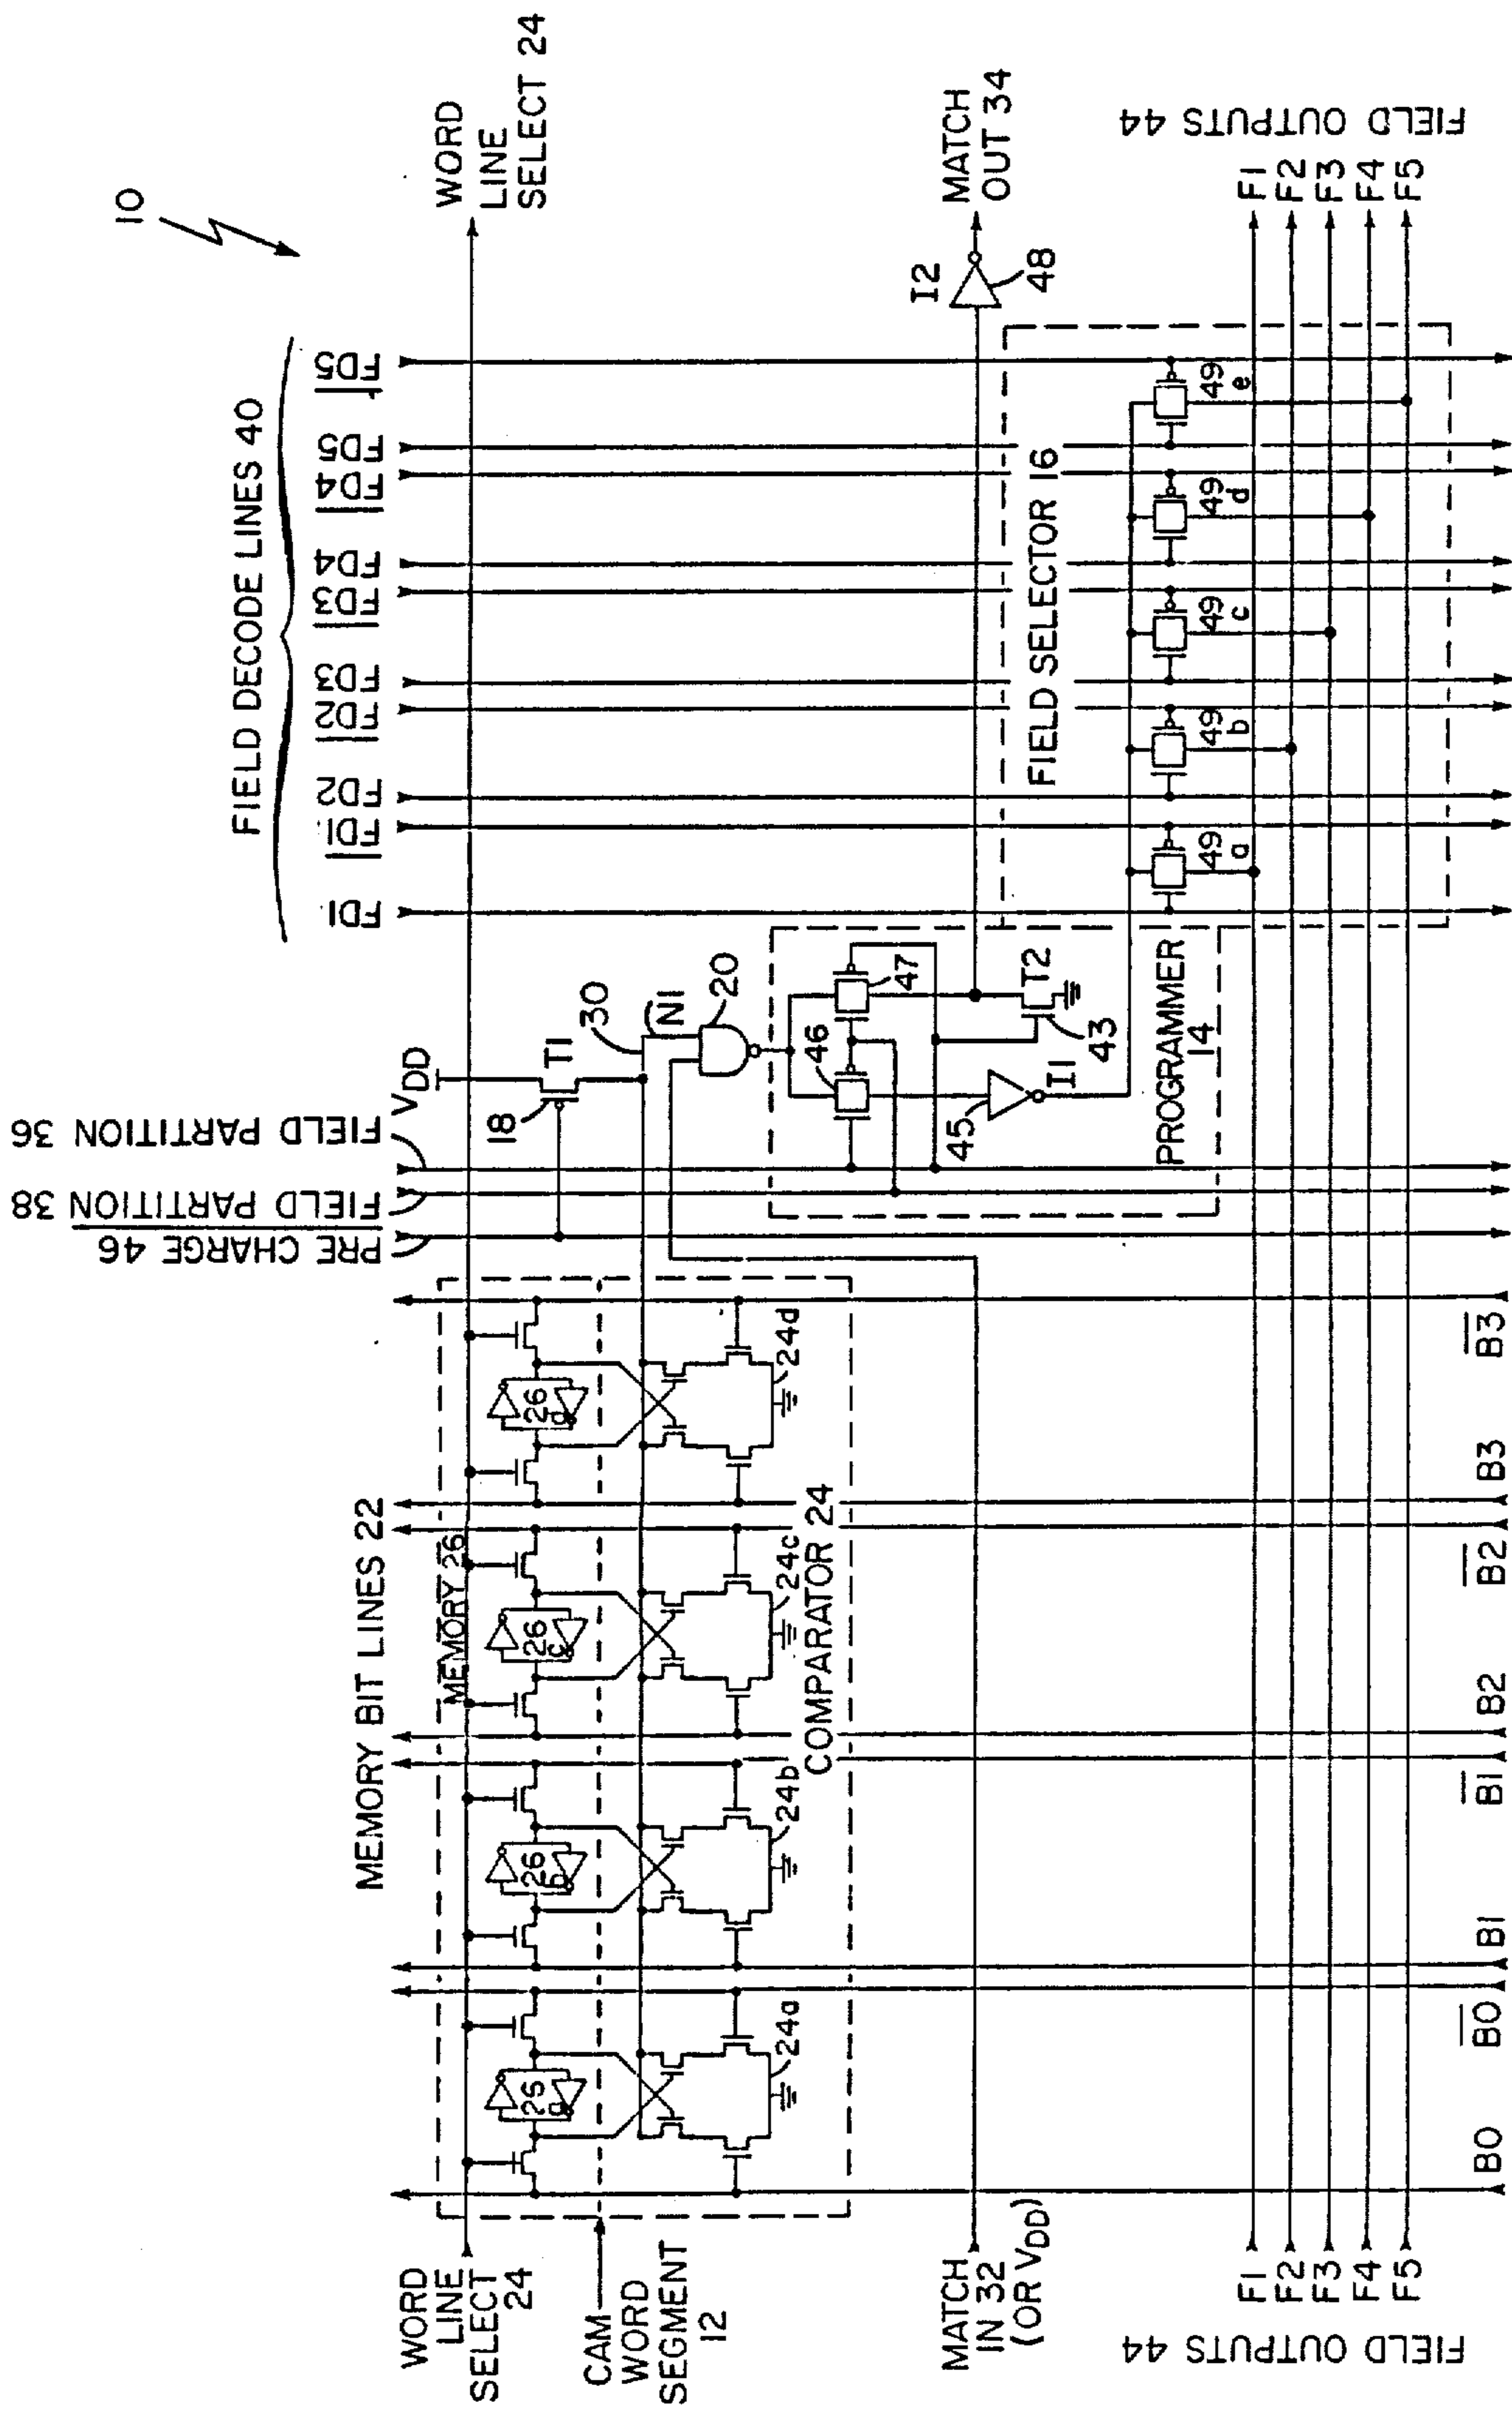 10
FIELD DECODE LINES 40
FD1
FD1
FD2
FD2
FD3
FD3
FD4
FD4
FD5
FD5
PRE CHARGE 46
FIELD PARTITION 38
FIELD PARTITION 36
VDD
MEMORY BIT LINES 22
WORD
LINE
SELECT
24
WORD
LINE
SELECT 24
MEMORY 26
26
26
b
26
c
26
CAM
WORD
SEGMENT
12
24a
24b
24c
24d
COMPARATOR 24
18
T1
30
N1
20
46
47
45
I1
T2
43
PROGRAMMER
14
MATCH
IN 32
(OR VDD)
I2
48
MATCH
OUT 34
FIELD SELECTOR 16
49
a
49
b
49
c
49
d
49
e
FIELD OUTPUTS 44
F1
F2
F3
F4
F5
F1
F2
F3
F4
F5
FIELD OUTPUTS 44
B0
B̅0̅
B1
B̅1̅
B2
B̅2̅
B3
B̅3̅